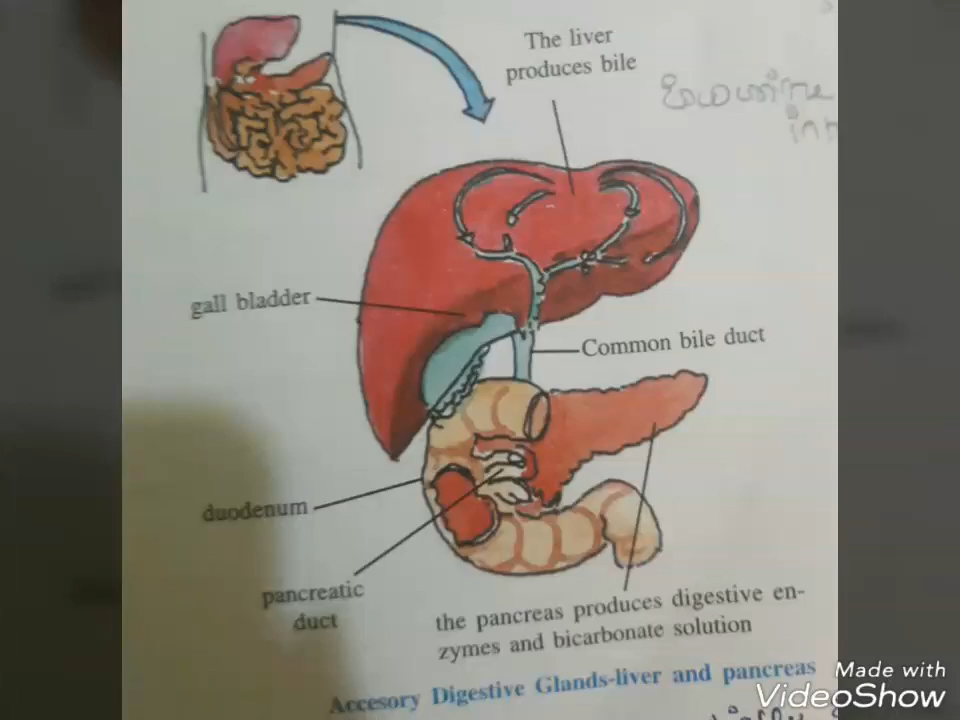 The liver
produces bile
gall bladder
Common bile duct
duodenum
pancreatic
duct
the pancreas produces digestive en-
zymes and bicarbonate solution
Accesory Digestive Glands-liver and pancreas
Made with
VideoShow